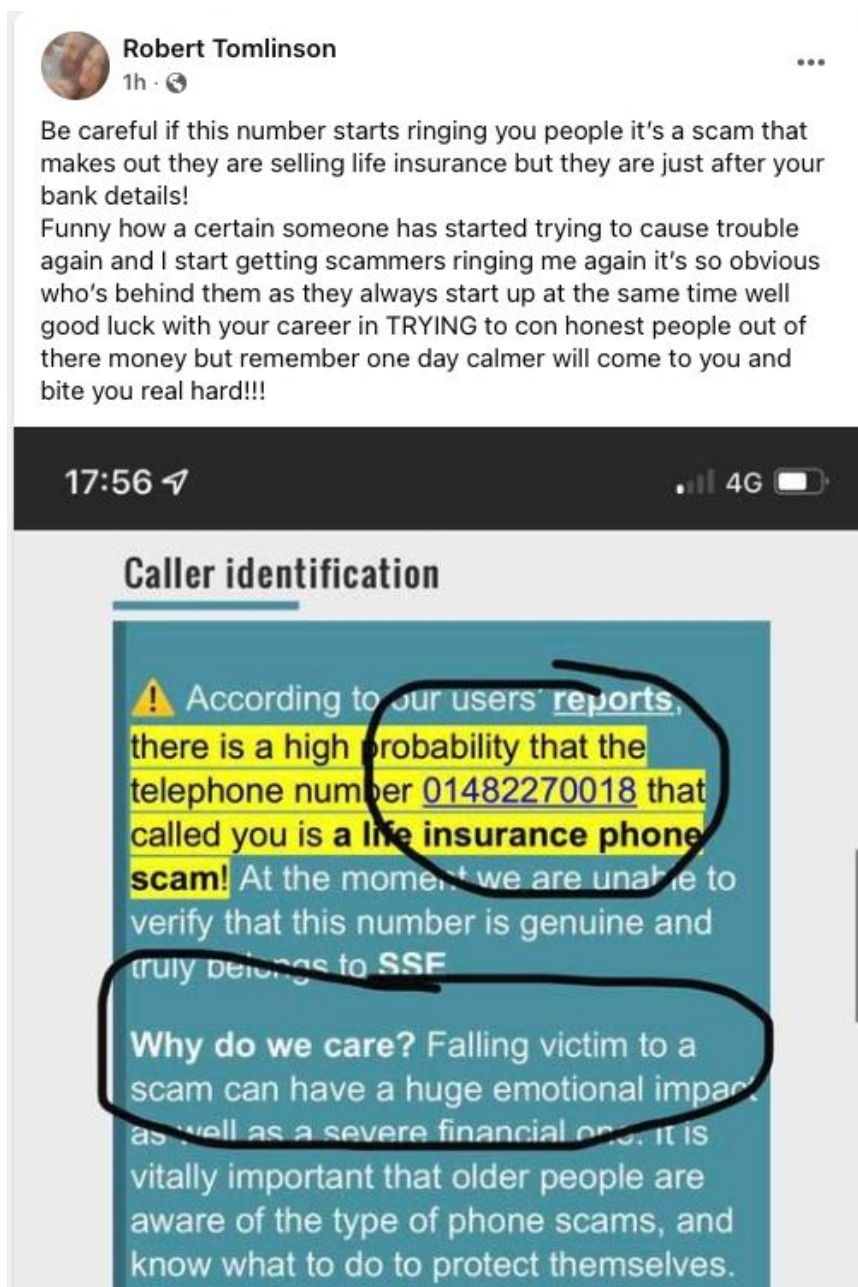 Robert Tomlinson
1h ·
Be careful if this number starts ringing you people it's a scam that
makes out they are selling life insurance but they are just after your
bank details!
Funny how a certain someone has started trying to cause trouble
again and I start getting scammers ringing me again it's so obvious
who's behind them as they always start up at the same time well
good luck with your career in TRYING to con honest people out of
there money but remember one day calmer will come to you and
bite you real hard!!!
17:56
4G
Caller identification
According to our users' reports,
there is a high probability that the
telephone number 01482270018 that
called you is a life insurance phone
scam! At the moment we are unable to
verify that this number is genuine and
truly belongs to SSE
Why do we care? Falling victim to a
scam can have a huge emotional impact
as well as a severe financial one. It is
vitally important that older people are
aware of the type of phone scams, and
know what to do to protect themselves.